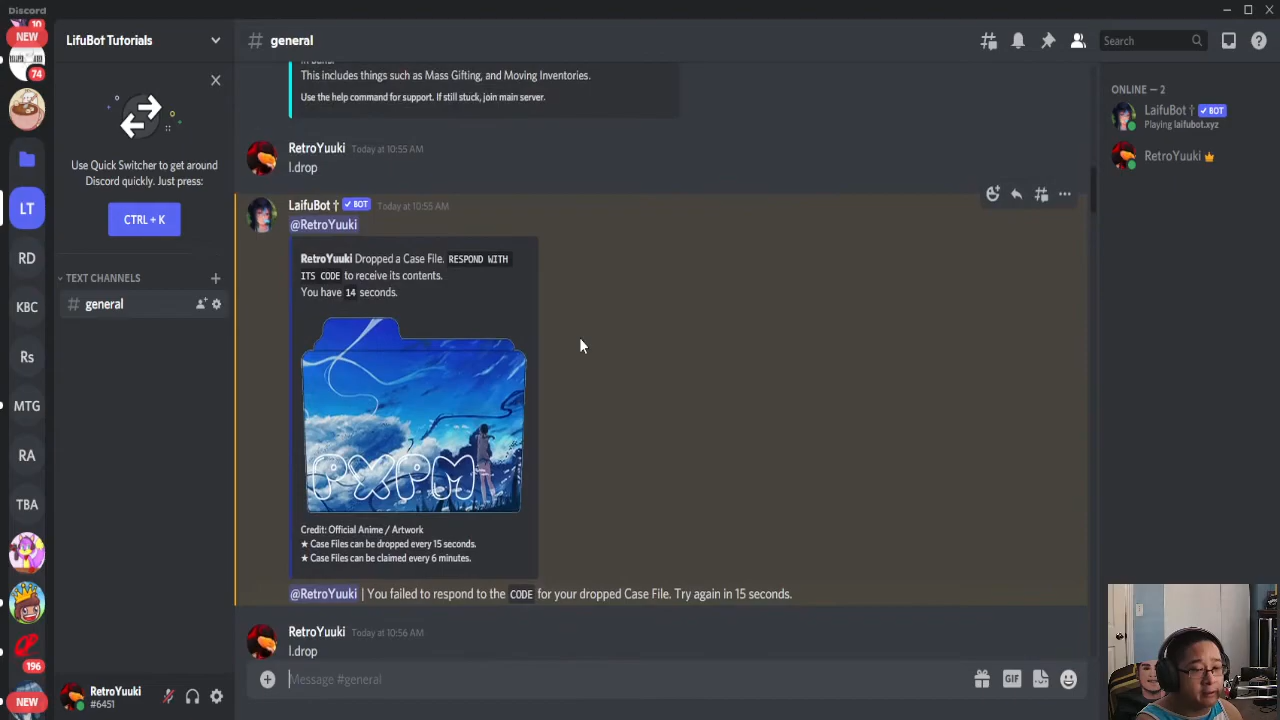 Discord
10
NEW
LifuBot Tutorials
# general
Search
74
This includes things such as Mass Gifting, and Moving Inventories.
Use the help command for support. If still stuck, join main server.
ONLINE — 2
LaifuBot † ✓ BOT
Playing laifubot.xyz
RetroYuuki
Use Quick Switcher to get around
Discord quickly. Just press:
CTRL + K
RetroYuuki Today at 10:55 AM
l.drop
LT
LaifuBot † ✓ BOT Today at 10:55 AM
@RetroYuuki
RD
RetroYuuki Dropped a Case File. RESPOND WITH
ITS CODE to receive its contents.
You have 14 seconds.
TEXT CHANNELS
# general
KBC
Rs
MTG
RA
TBA
PXPM
Credit: Official Anime / Artwork
★ Case Files can be dropped every 15 seconds.
★ Case Files can be claimed every 6 minutes.
@RetroYuuki | You failed to respond to the CODE for your dropped Case File. Try again in 15 seconds.
RetroYuuki Today at 10:56 AM
l.drop
196
NEW
RetroYuuki
#6451
Message #general
GIF